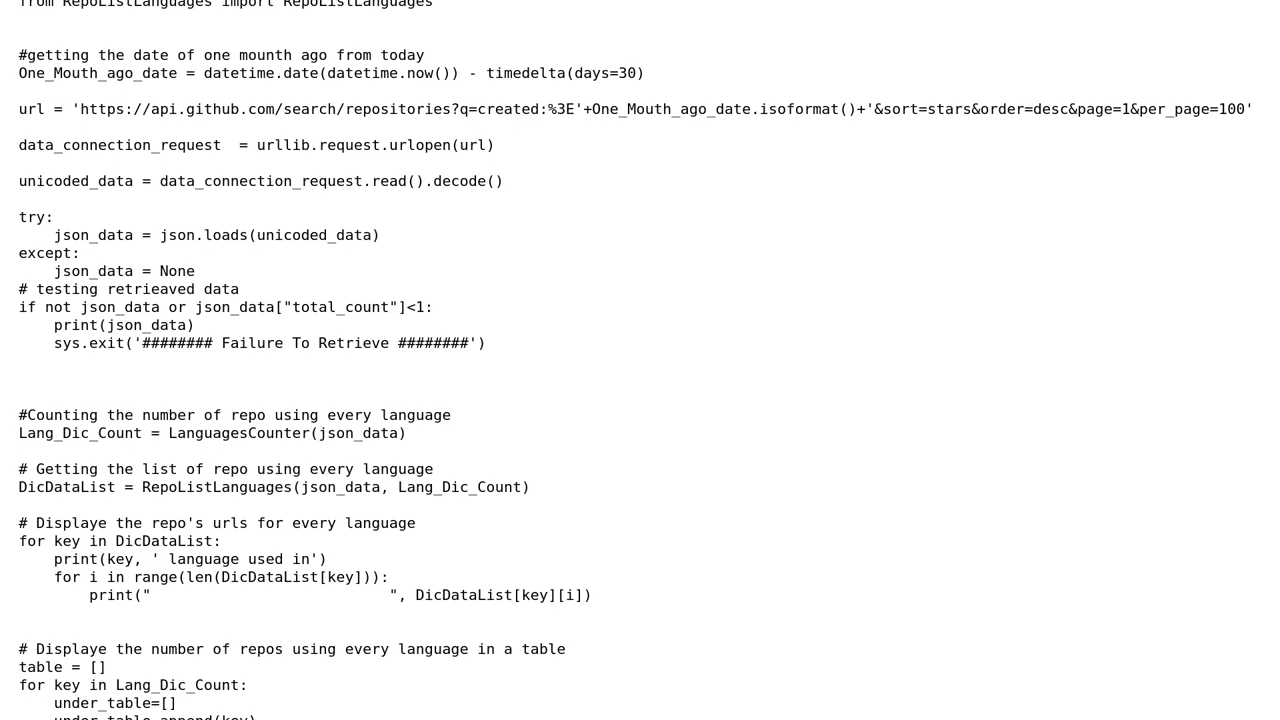 from RepoListLanguages import RepoListLanguages
#getting the date of one mounth ago from today
One_Mouth_ago_date = datetime.date(datetime.now()) - timedelta(days=30)
url = 'https://api.github.com/search/repositories?q=created:%3E'+One_Mouth_ago_date.isoformat()+'&sort=stars&order=desc&page=1&per_page=100'
data_connection_request  = urllib.request.urlopen(url)
unicoded_data = data_connection_request.read().decode()
try:
    json_data = json.loads(unicoded_data)
except:
    json_data = None
# testing retrieaved data
if not json_data or json_data["total_count"]<1:
    print(json_data)
    sys.exit('######## Failure To Retrieve ########')
#Counting the number of repo using every language
Lang_Dic_Count = LanguagesCounter(json_data)
# Getting the list of repo using every language
DicDataList = RepoListLanguages(json_data, Lang_Dic_Count)
# Displaye the repo's urls for every language
for key in DicDataList:
    print(key, ' language used in')
    for i in range(len(DicDataList[key])):
        print("                           ", DicDataList[key][i])
# Displaye the number of repos using every language in a table
table = []
for key in Lang_Dic_Count:
    under_table=[]
    under_table.append(key)